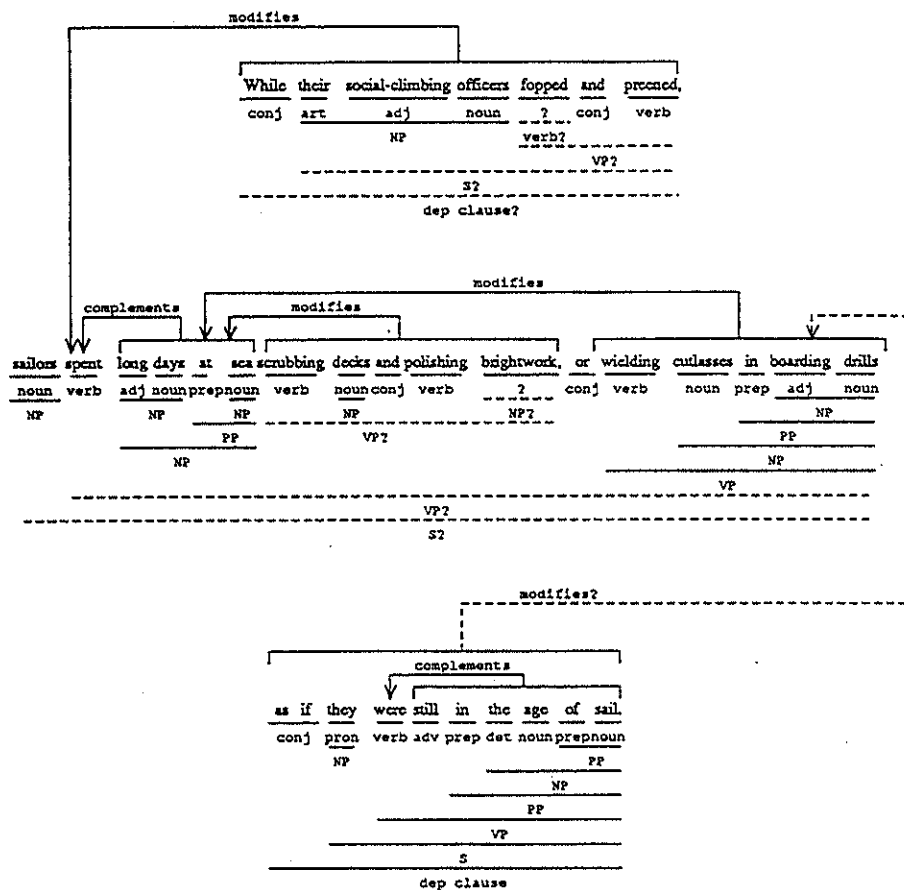 modifies
While their social-climbing officers fopped and preened,
conj art adj noun ? conj verb
NP verb?
VP?
S?
dep clause?
modifies
complements modifies
sailors spent long days at sea scrubbing decks and polishing brightwork, or wielding cutlasses in boarding drills
noun verb adj noun prep noun verb noun conj verb ? conj verb noun prep adj noun
NP NP NP NP NP? NP
PP VP? PP
NP NP
VP
VP?
S?
modifies?
complements
as if they were still in the age of sail.
conj pron verb adv prep det noun prep noun
NP PP
NP
PP
VP
S
dep clause